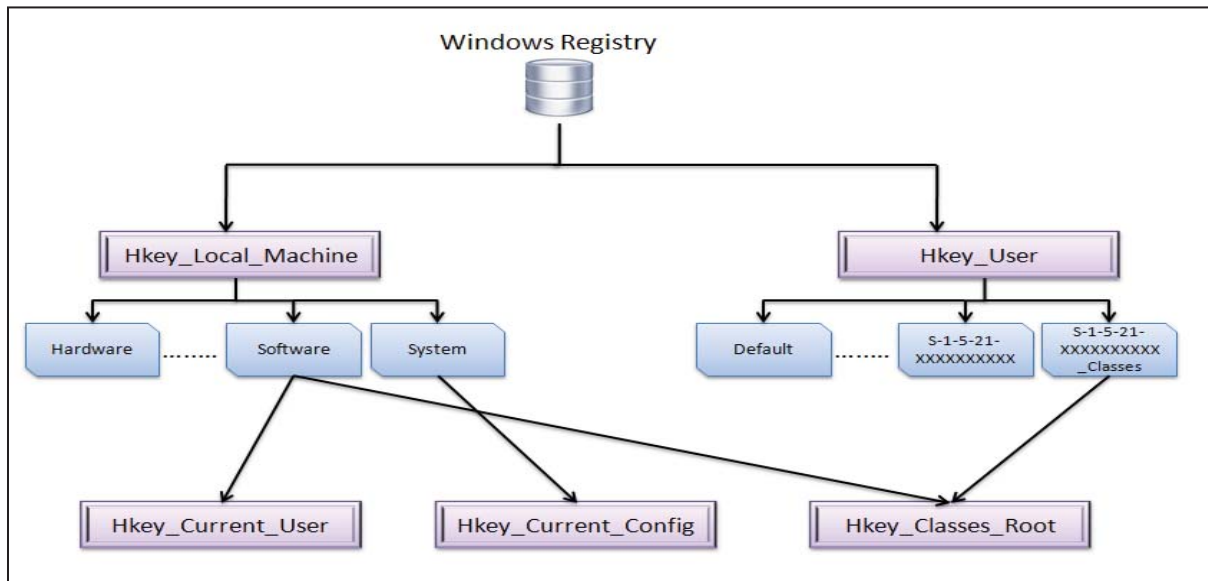 Windows Registry
Hkey_Local_Machine
Hkey_User
Hardware
........
Software
System
Default
........
S-1-5-21-
XXXXXXXXXX
S-1-5-21-
XXXXXXXXXX
_Classes
Hkey_Current_User
Hkey_Current_Config
Hkey_Classes_Root